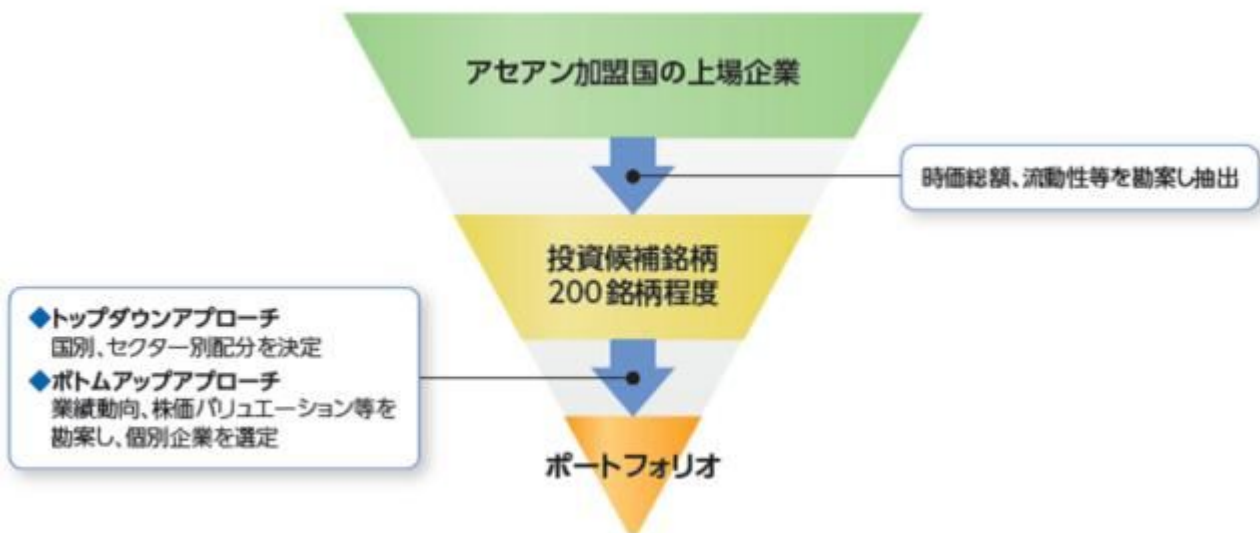 アセアン加盟国の上場企業
時価総額、流動性等を勘案し抽出
投資候補銘柄
200銘柄程度
◆トップダウンアプローチ
国別、セクター別配分を決定
◆ボトムアップアプローチ
業績動向、株価バリュエーション等を
勘案し、個別企業を選定
ポートフォリオ